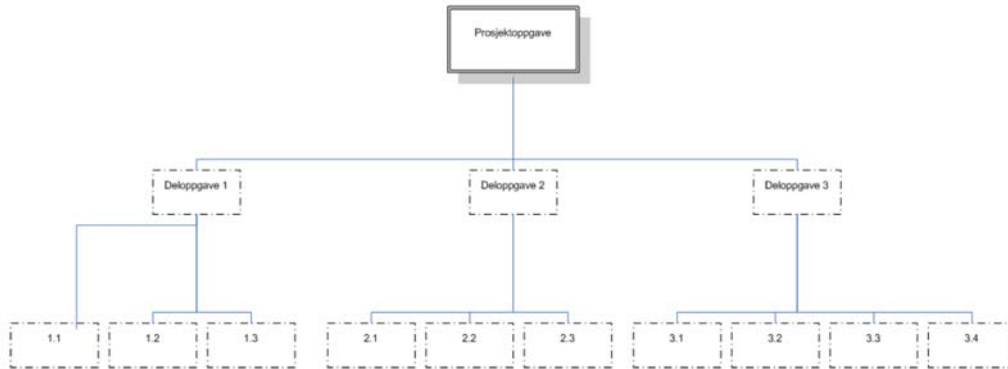 Prosjektoppgave
Deloppgave 1
Deloppgave 2
Deloppgave 3
1.1
1.2
1.3
2.1
2.2
2.3
3.1
3.2
3.3
3.4